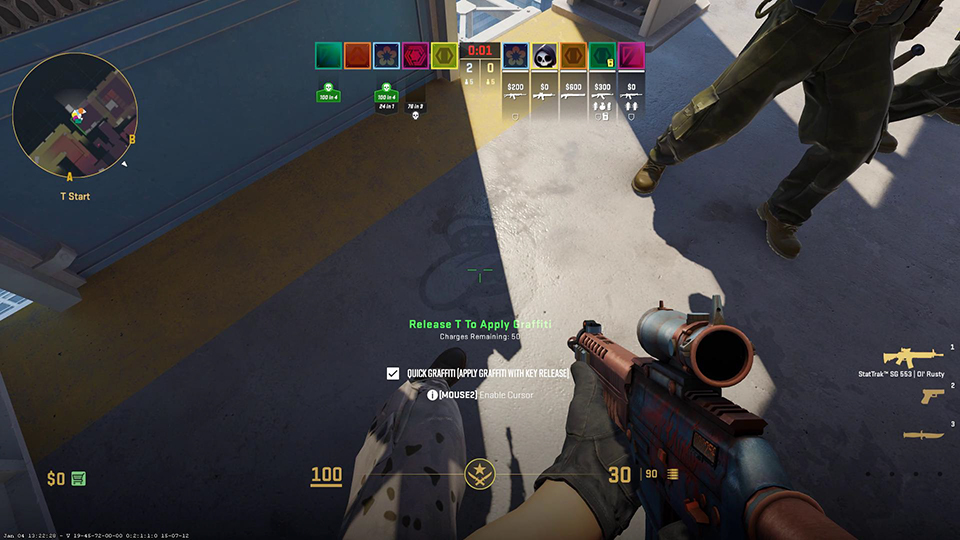 0:01
2 0
5 5
100 in 4
100 in 4
24 in 1
78 in 3
$200 $0 $600 $300 $0
B
A
T Start
Release T To Apply Graffiti
Charges Remaining: 50
QUICK GRAFFITI (APPLY GRAFFITI WITH KEY RELEASE)
[MOUSE2] Enable Cursor
1
StatTrak™ SG 553 | Ol' Rusty
2
3
$0
100
30 | 90